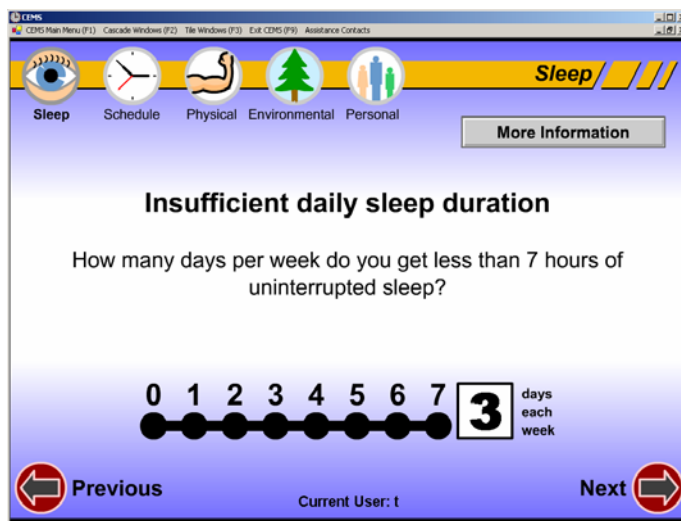 CEMS
CEMS Main Menu (F1) Cascade Windows (F2) Tile Windows (F3) Exit CEMS (F9) Assistance Contacts
Sleep
Sleep Schedule Physical Environmental Personal
More Information
Insufficient daily sleep duration
How many days per week do you get less than 7 hours of
uninterrupted sleep?
0 1 2 3 4 5 6 7
3
days
each
week
Previous
Current User: t
Next